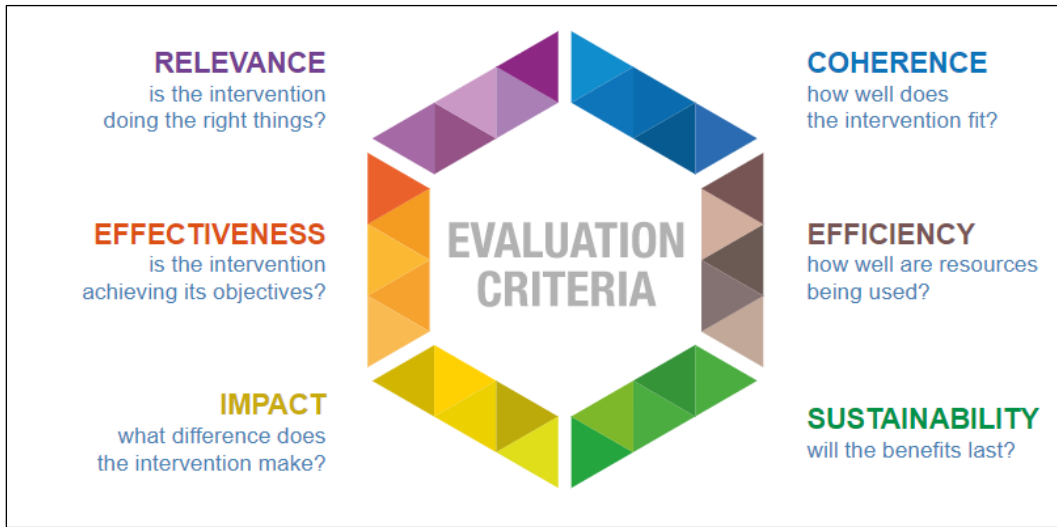 RELEVANCE
is the intervention
doing the right things?
COHERENCE
how well does
the intervention fit?
EFFECTIVENESS
is the intervention
achieving its objectives?
EVALUATION
CRITERIA
EFFICIENCY
how well are resources
being used?
IMPACT
what difference does
the intervention make?
SUSTAINABILITY
will the benefits last?